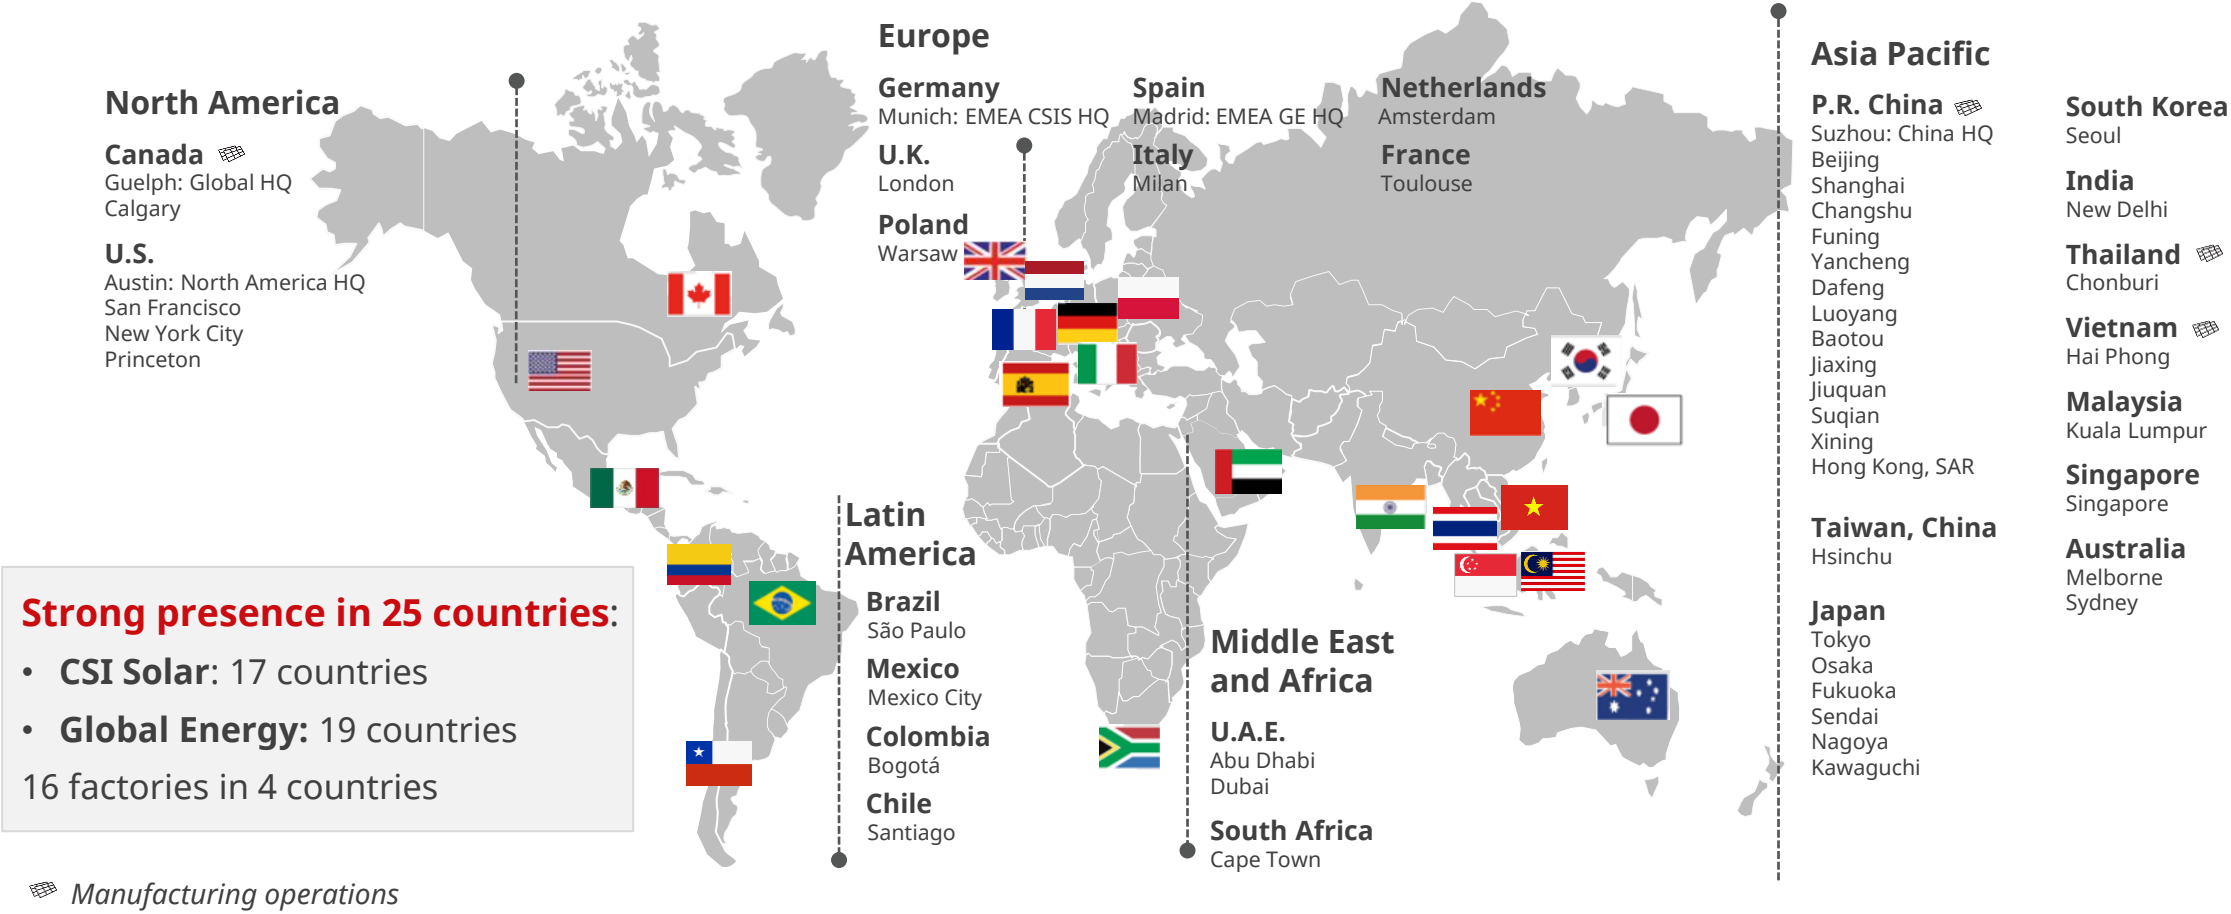 North America
Canada
Guelph: Global HQ
Calgary
U.S.
Austin: North America HQ
San Francisco
New York City
Princeton
Europe
Germany
Munich: EMEA CSIS HQ
U.K.
London
Poland
Warsaw
Spain
Madrid: EMEA GE HQ
Italy
Milan
Netherlands
Amsterdam
France
Toulouse
Latin
America
Brazil
São Paulo
Mexico
Mexico City
Colombia
Bogotá
Chile
Santiago
Middle East
and Africa
U.A.E.
Abu Dhabi
Dubai
South Africa
Cape Town
Asia Pacific
P.R. China
Suzhou: China HQ
Beijing
Shanghai
Changshu
Funing
Yancheng
Dafeng
Luoyang
Baotou
Jiaxing
Jiuquan
Suqian
Xining
Hong Kong, SAR
Taiwan, China
Hsinchu
Japan
Tokyo
Osaka
Fukuoka
Sendai
Nagoya
Kawaguchi
South Korea
Seoul
India
New Delhi
Thailand
Chonburi
Vietnam
Hai Phong
Malaysia
Kuala Lumpur
Singapore
Singapore
Australia
Melborne
Sydney
Strong presence in 25 countries:
• CSI Solar: 17 countries
• Global Energy: 19 countries
16 factories in 4 countries
Manufacturing operations